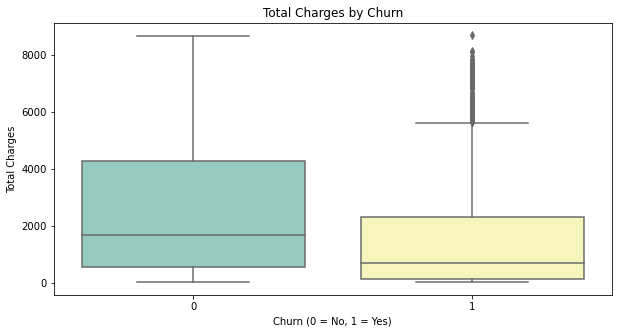 Total Charges by Churn
Total Charges
8000
6000
4000
2000
0
0
1
Churn (0 = No, 1 = Yes)